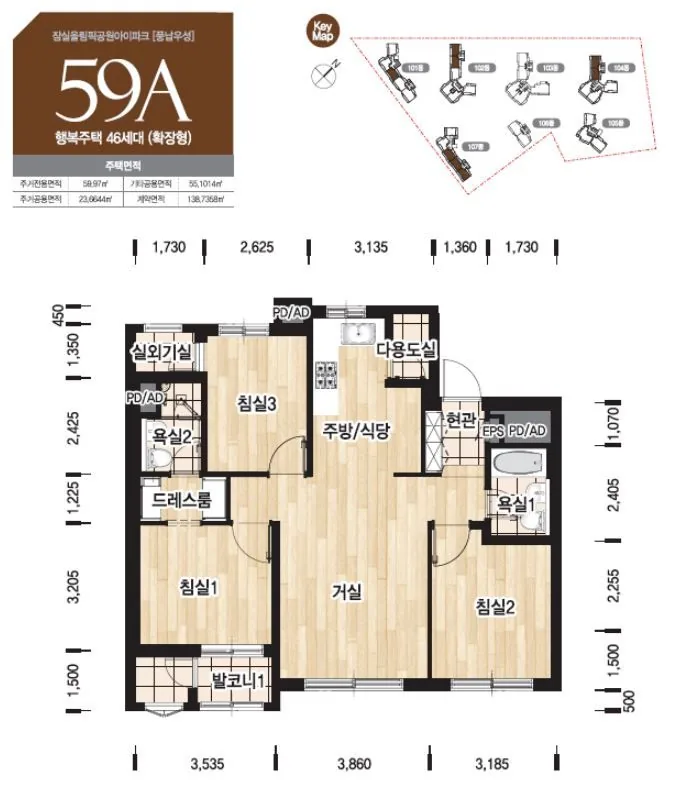 잠실올림픽공원아이파크 [풍납우성]
59A
행복주택 46세대 (확장형)
주택면적
주거전용면적 59.97㎡ 기타공용면적 55.1014㎡
주거공용면적 23.6644㎡ 계약면적 138.7358㎡
Key
Map
N
101동 102동 103동 104동
107동 106동 105동
1,730 2,625 3,135 1,360 1,730
450
1,350
2,425
1,225
3,205
1,500
PD/AD
실외기실
다용도실
PD/AD
침실3
욕실2
주방/식당
현관
EPS PD/AD
드레스룸
욕실1
침실1
거실
침실2
발코니1
1,070
2,405
2,255
1,500
500
3,535 3,860 3,185